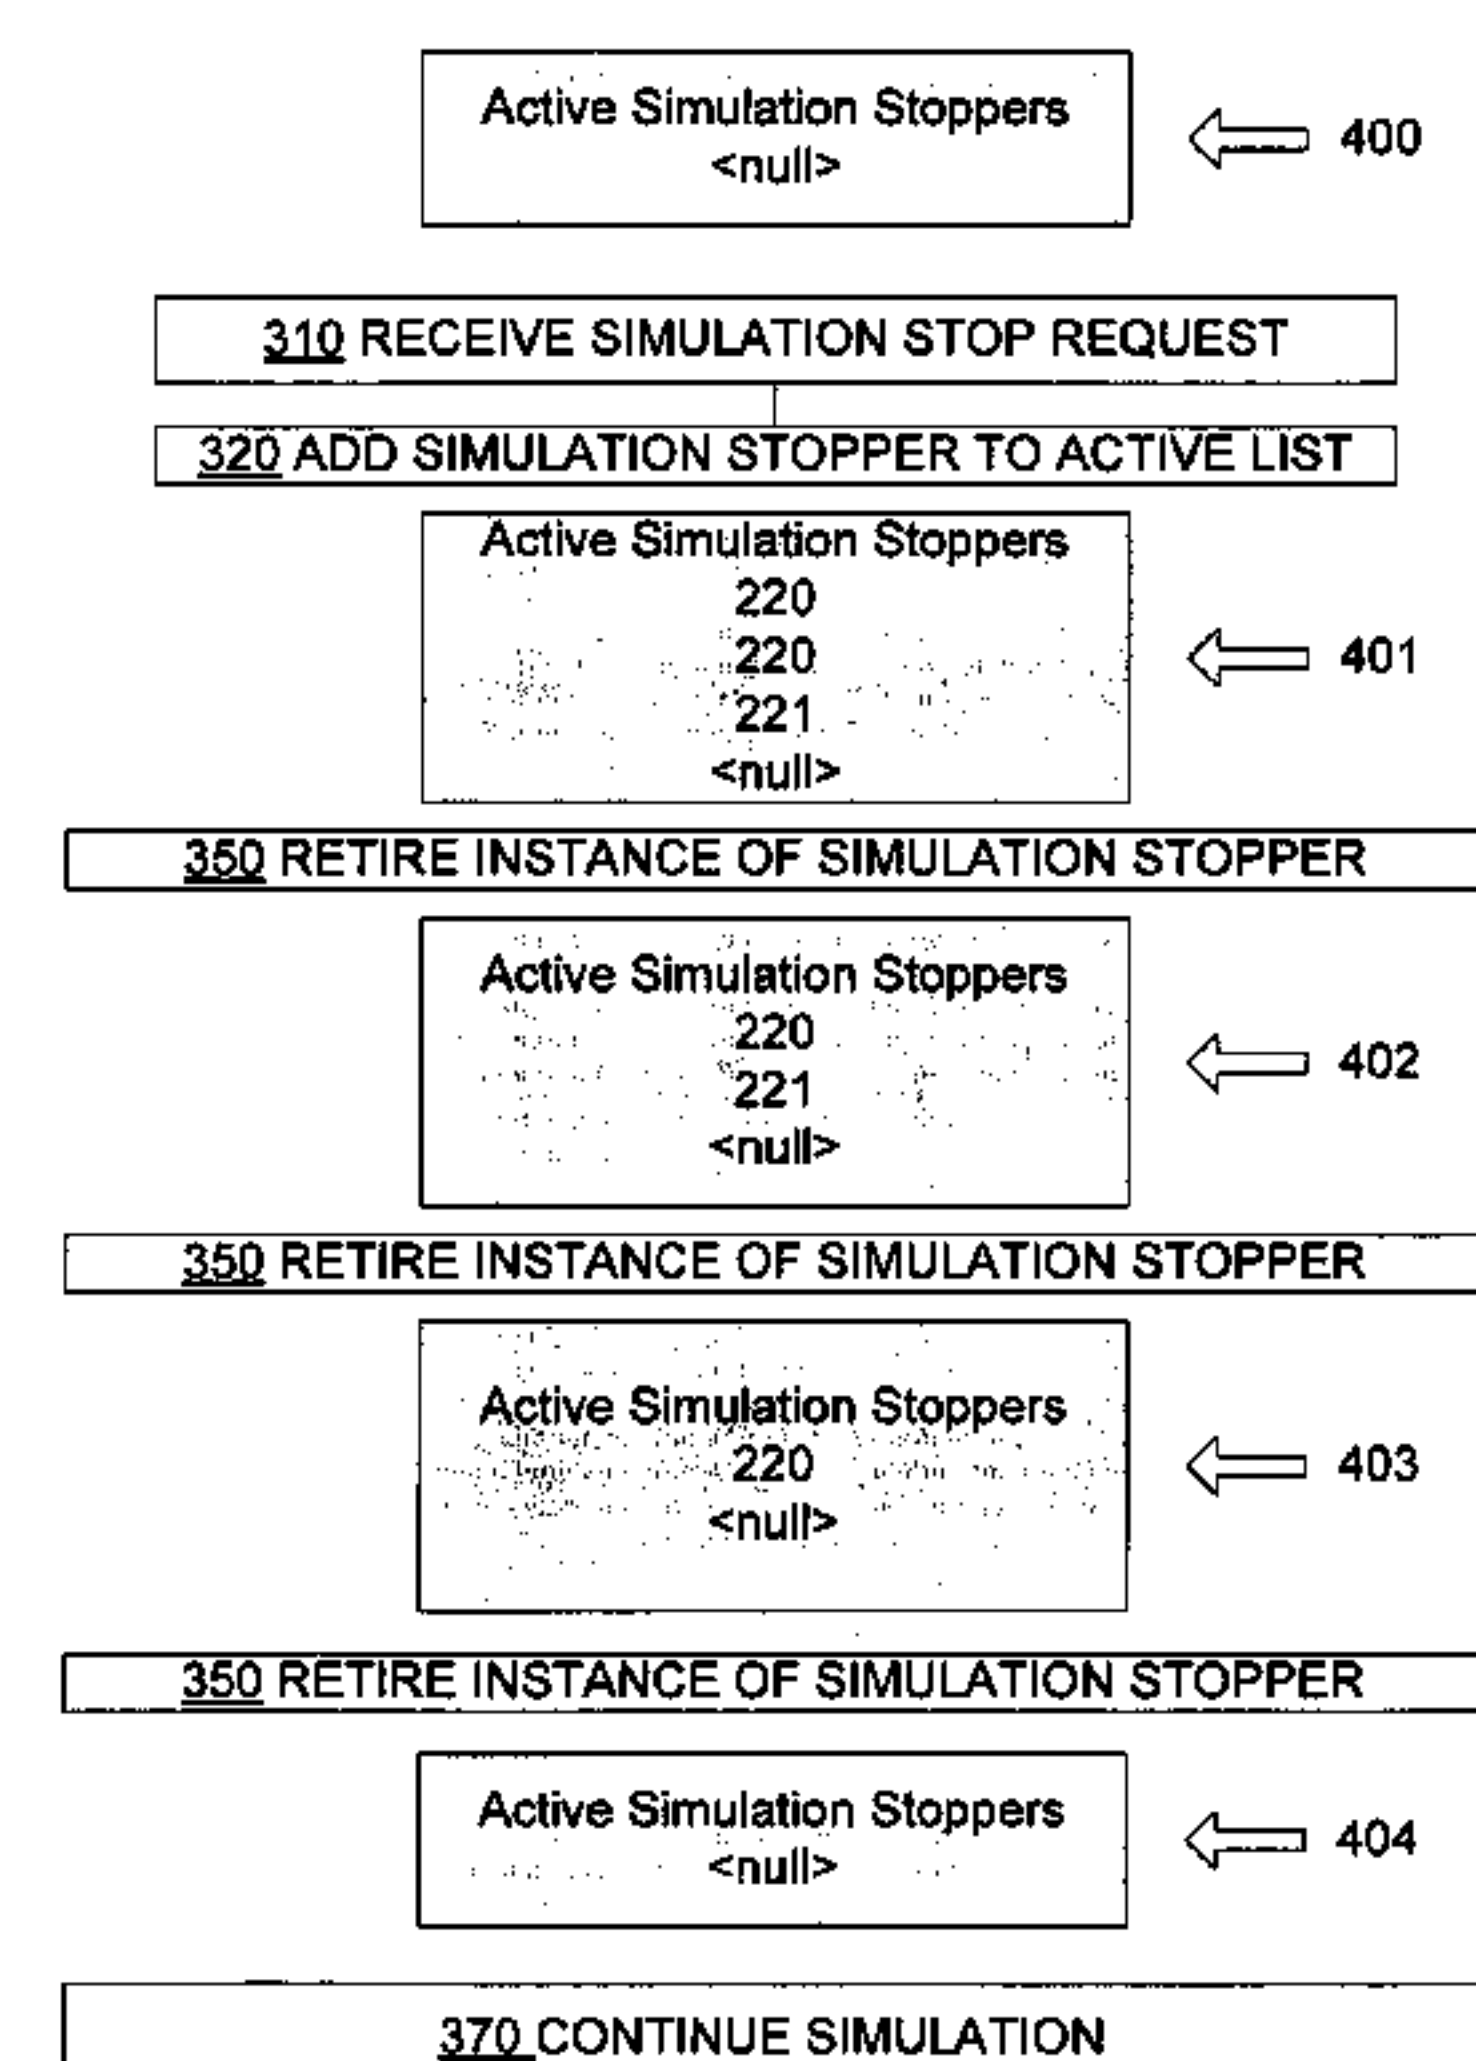 Active Simulation Stoppers
<null>
400
310 RECEIVE SIMULATION STOP REQUEST
320 ADD SIMULATION STOPPER TO ACTIVE LIST
Active Simulation Stoppers
220
220
221
<null>
401
350 RETIRE INSTANCE OF SIMULATION STOPPER
Active Simulation Stoppers
220
221
<null>
402
350 RETIRE INSTANCE OF SIMULATION STOPPER
Active Simulation Stoppers
220
<null>
403
350 RETIRE INSTANCE OF SIMULATION STOPPER
Active Simulation Stoppers
<null>
404
370 CONTINUE SIMULATION